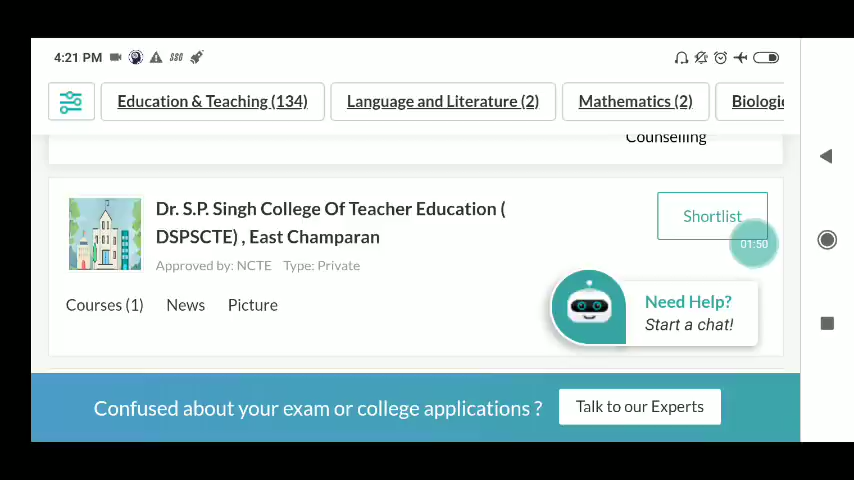 4:21 PM SSG
Education & Teaching (134) Language and Literature (2) Mathematics (2) Biologic
Counselling
Dr. S.P. Singh College Of Teacher Education (
DSPSCTE) , East Champaran
Shortlist
01:50
Approved by: NCTE Type: Private
Courses (1) News Picture
Need Help?
Start a chat!
Confused about your exam or college applications ? Talk to our Experts